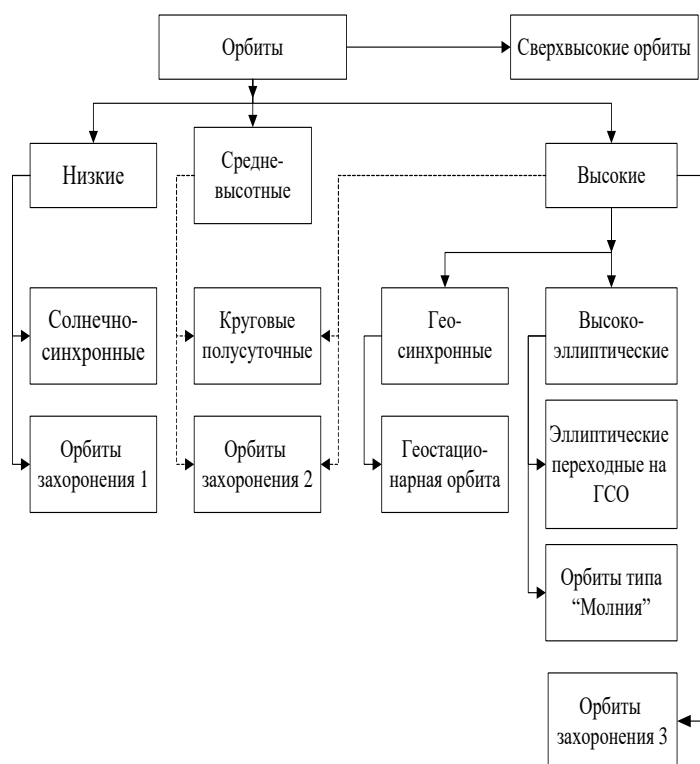 Орбиты
Сверхвысокие орбиты
Низкие
Средне-
высотные
Высокие
Солнечно-
синхронные
Круговые
полусуточные
Гео-
синхронные
Высоко-
эллиптические
Орбиты
захоронения 1
Орбиты
захоронения 2
Геостацио-
нарная орбита
Эллиптические
переходные на
ГСО
Орбиты типа
“Молния”
Орбиты
захоронения 3